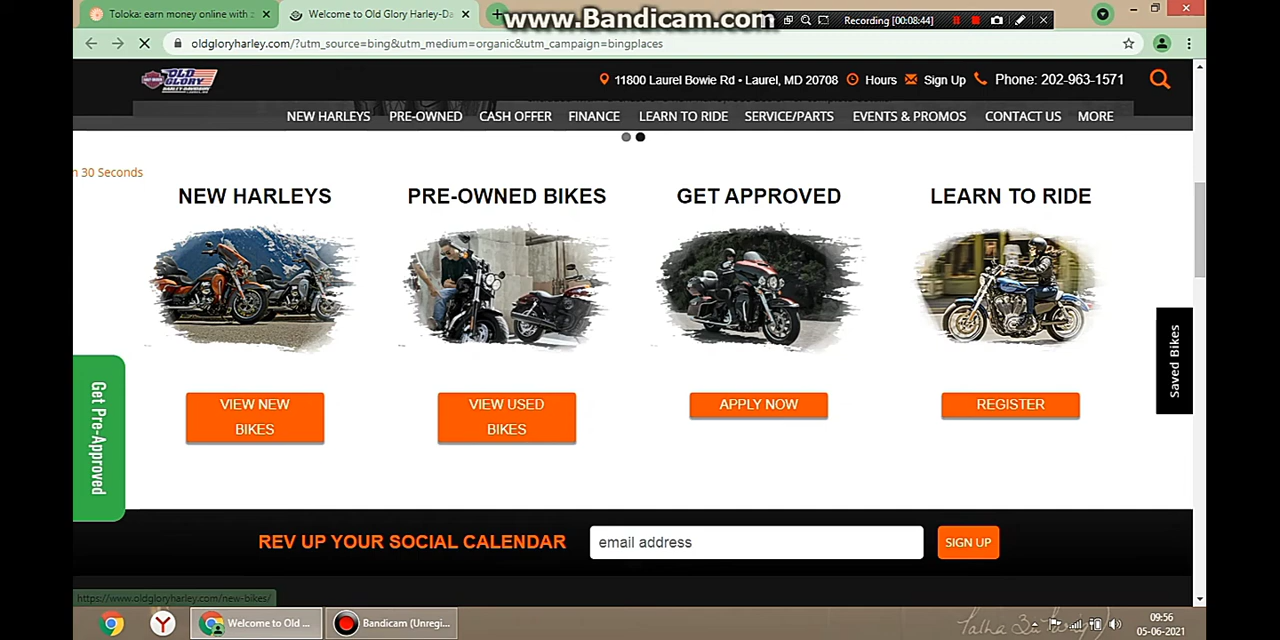 www.Bandicam.com
Toloka: earn money online with
Welcome to Old Glory Harley-Da
Recording [00:08:44]
oldgloryharley.com/?utm_source=bing&utm_medium=organic&utm_campaign=bingplaces
OLD GLORY
HARLEY-DAVIDSON
11800 Laurel Bowie Rd • Laurel, MD 20708
Hours
Sign Up
Phone: 202-963-1571
NEW HARLEYS
PRE-OWNED
CASH OFFER
FINANCE
LEARN TO RIDE
SERVICE/PARTS
EVENTS & PROMOS
CONTACT US
MORE
n 30 Seconds
NEW HARLEYS
PRE-OWNED BIKES
GET APPROVED
LEARN TO RIDE
VIEW NEW
BIKES
VIEW USED
BIKES
APPLY NOW
REGISTER
Saved Bikes
Get Pre-Approved
REV UP YOUR SOCIAL CALENDAR
email address
SIGN UP
https://www.oldgloryharley.com/new-bikes/
Welcome to Old ...
Bandicam (Unregi...
09:56
05-06-2021